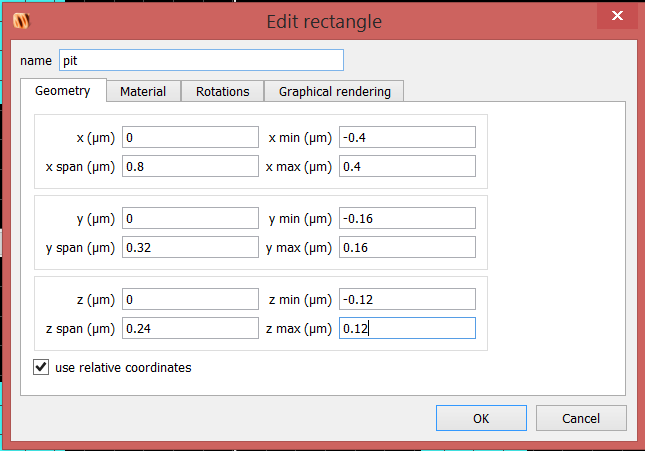 Edit rectangle
name pit
Geometry Material Rotations Graphical rendering
x (µm) 0 x min (µm) -0.4
x span (µm) 0.8 x max (µm) 0.4
y (µm) 0 y min (µm) -0.16
y span (µm) 0.32 y max (µm) 0.16
z (µm) 0 z min (µm) -0.12
z span (µm) 0.24 z max (µm) 0.12
use relative coordinates
OK Cancel